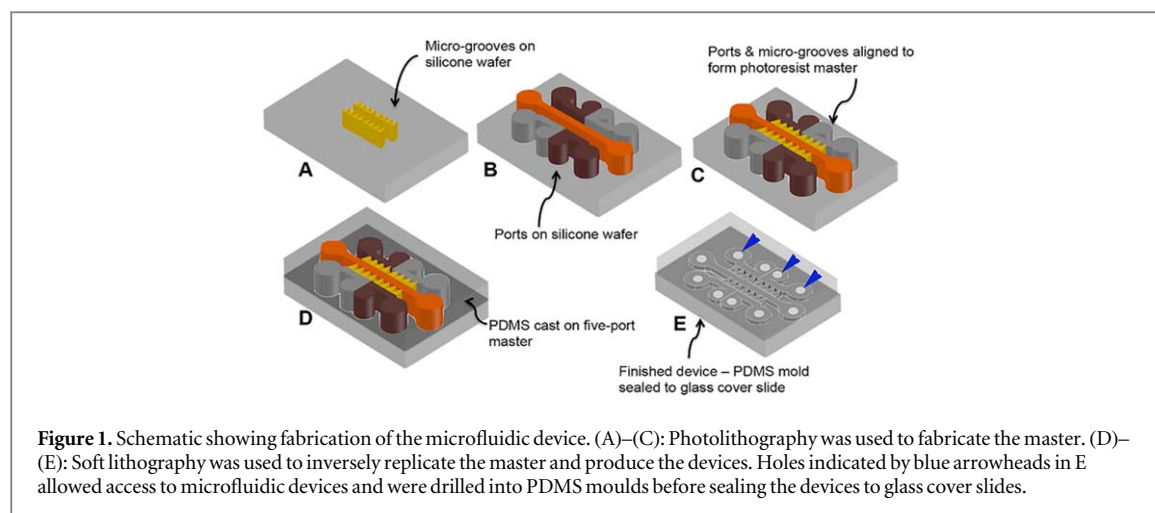 Micro-grooves on
silicone wafer
Ports & micro-grooves aligned to
form photoresist master
A
B
C
Ports on silicone wafer
D
PDMS cast on five-port
master
E
Finished device – PDMS mold
sealed to glass cover slide
Figure 1. Schematic showing fabrication of the microfluidic device. (A)–(C): Photolithography was used to fabricate the master. (D)–
(E): Soft lithography was used to inversely replicate the master and produce the devices. Holes indicated by blue arrowheads in E
allowed access to microfluidic devices and were drilled into PDMS moulds before sealing the devices to glass cover slides.